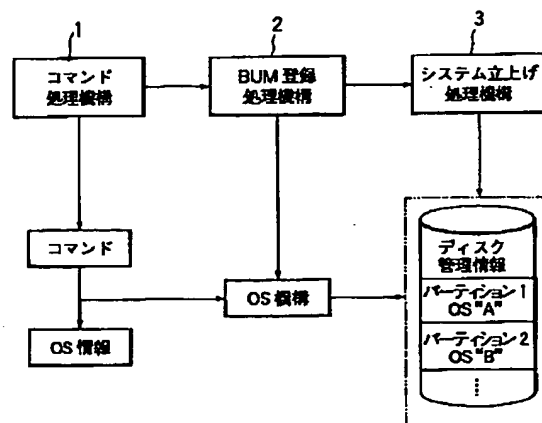 1
2
3
コマンド
処理機構
BUM 登録
処理機構
システム立上げ
処理機構
コマンド
OS 情報
OS 機構
ディスク
管理情報
パーティション 1
OS "A"
パーティション 2
OS "B"